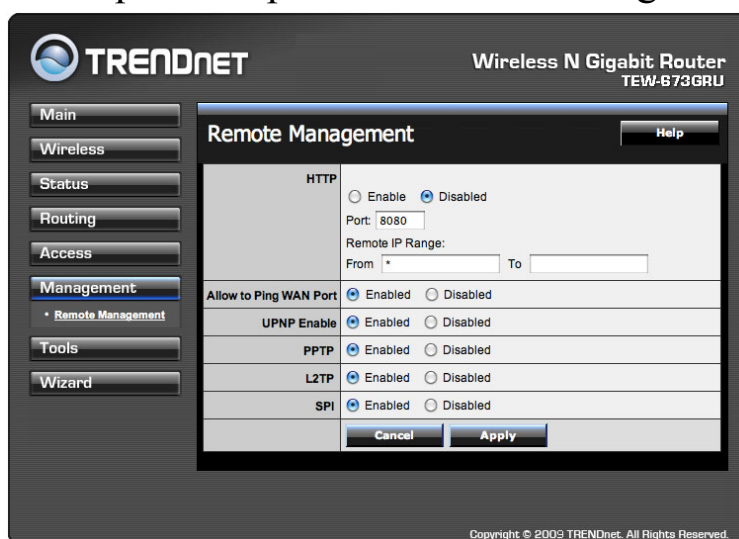 TRENDNET
Wireless N Gigabit Router
TEW-673GRU
Main
Wireless
Status
Routing
Access
Management
• Remote Management
Tools
Wizard
Remote Management
Help
HTTP
Enable Disabled
Port: 8080
Remote IP Range:
From * To
Allow to Ping WAN Port Enabled Disabled
UPNP Enable Enabled Disabled
PPTP Enabled Disabled
L2TP Enabled Disabled
SPI Enabled Disabled
Cancel Apply
Copyright © 2009 TRENDnet. All Rights Reserved.